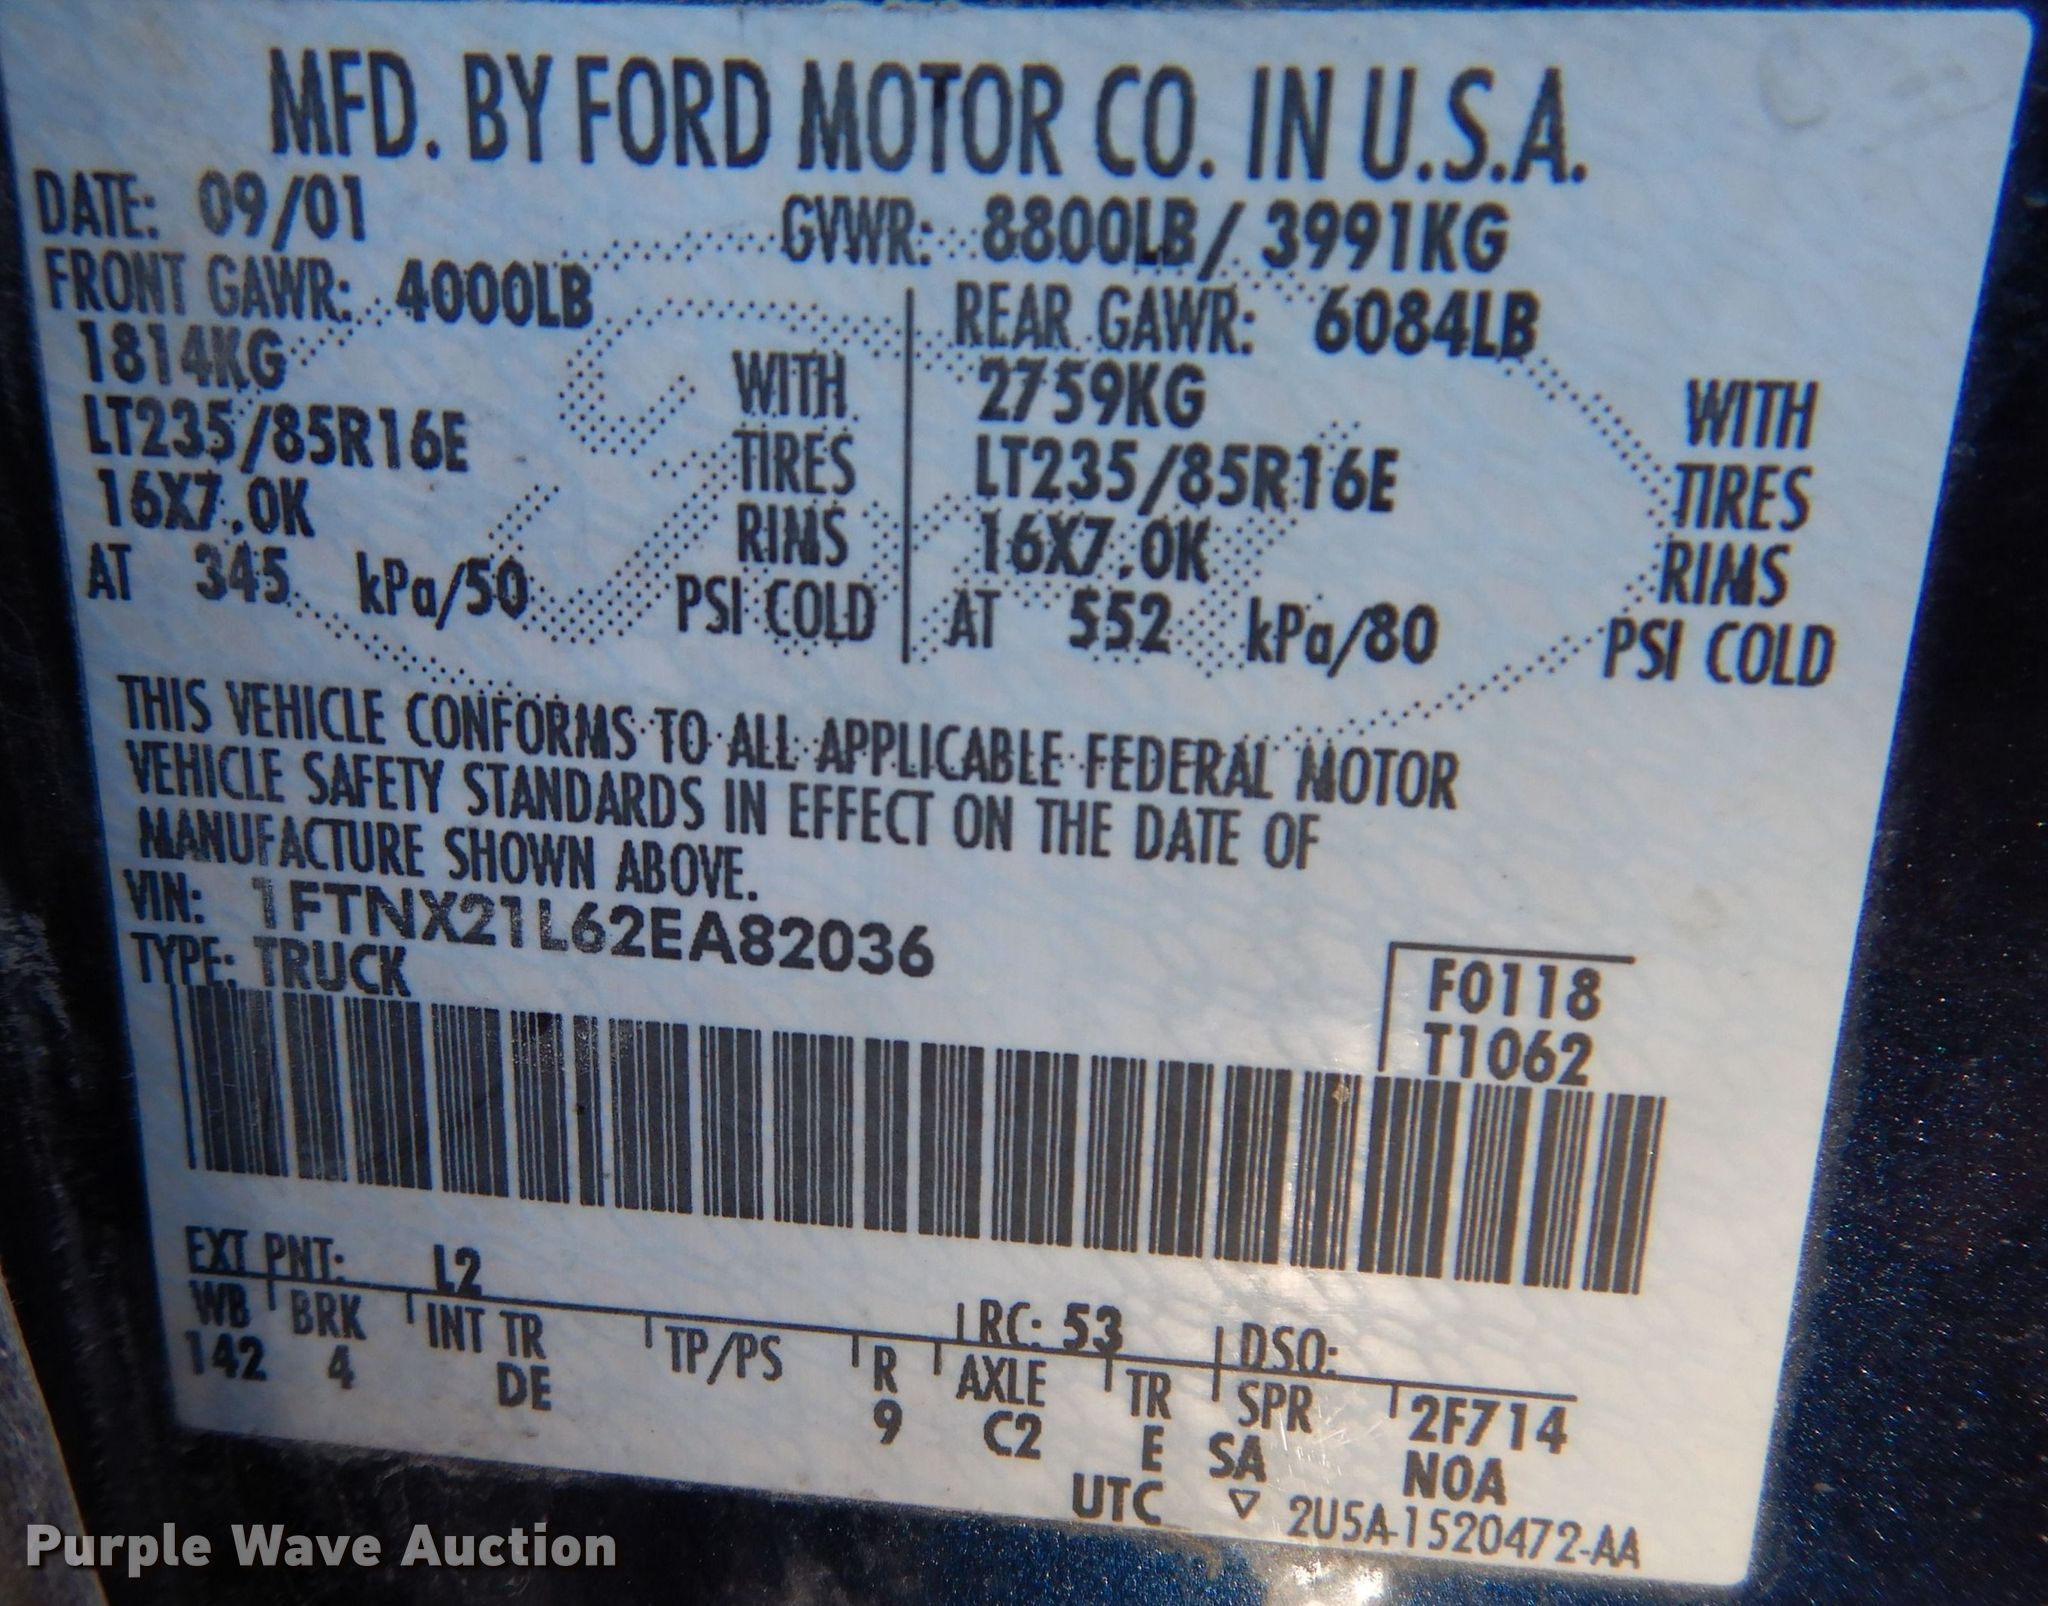 MFD. BY FORD MOTOR CO. IN U.S.A.
DATE: 09/01 GVWR: 8800LB/ 3991KG
FRONT GAWR: 4000LB REAR GAWR: 6084LB
1814KG WITH 2759KG WITH
LT235/85R16E TIRES LT235/85R16E TIRES
16X7.0K RIMS 16X7.0K RIMS
AT 345 kPa/50 PSI COLD AT 552 kPa/80 PSI COLD
THIS VEHICLE CONFORMS TO ALL APPLICABLE FEDERAL MOTOR
VEHICLE SAFETY STANDARDS IN EFFECT ON THE DATE OF
MANUFACTURE SHOWN ABOVE.
VIN: 1FTNX21L62EA82036
TYPE: TRUCK
F0118
T1062
EXT PNT: L2 RC: 53 DSO:
WB BRK INT TR TP/PS R AXLE TR SPR 2F714
142 4 DE 9 C2 E SA NOA
UTC ▽ 2U5A-1520472-AA
Purple Wave Auction